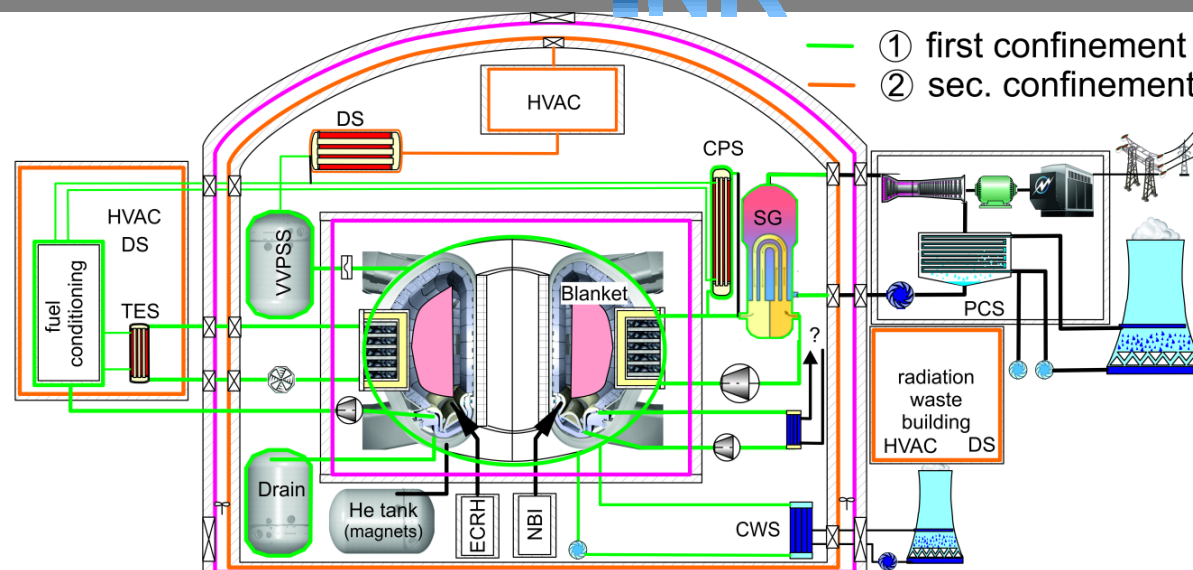 INR
① first confinement
② sec. confinement
HVAC
DS
CPS
SG
HVAC
DS
VVPSS
fuel
conditioning
TES
Blanket
?
PCS
radiation
waste
building
HVAC DS
Drain
He tank
(magnets)
ECRH
NBI
CWS